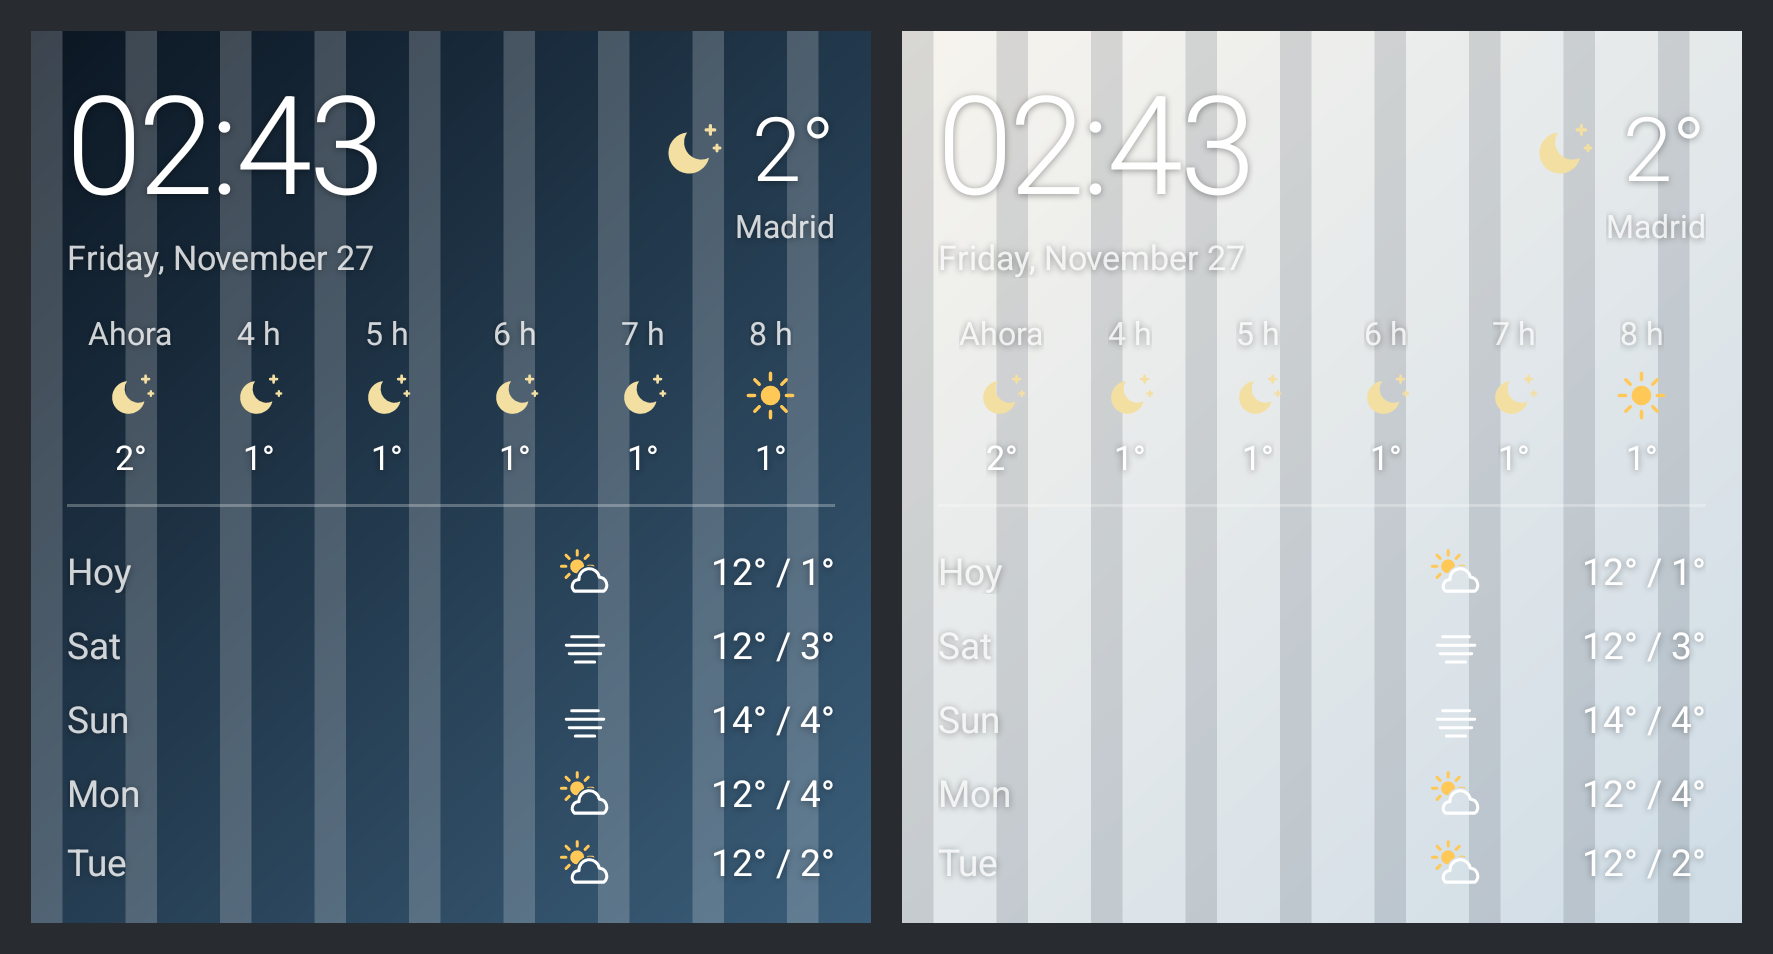 02:43
2°
Madrid
Friday, November 27
Ahora 4 h 5 h 6 h 7 h 8 h
2° 1° 1° 1° 1° 1°
Hoy 12° / 1°
Sat 12° / 3°
Sun 14° / 4°
Mon 12° / 4°
Tue 12° / 2°
02:43
2°
Madrid
Friday, November 27
Ahora 4 h 5 h 6 h 7 h 8 h
2° 1° 1° 1° 1° 1°
Hoy 12° / 1°
Sat 12° / 3°
Sun 14° / 4°
Mon 12° / 4°
Tue 12° / 2°